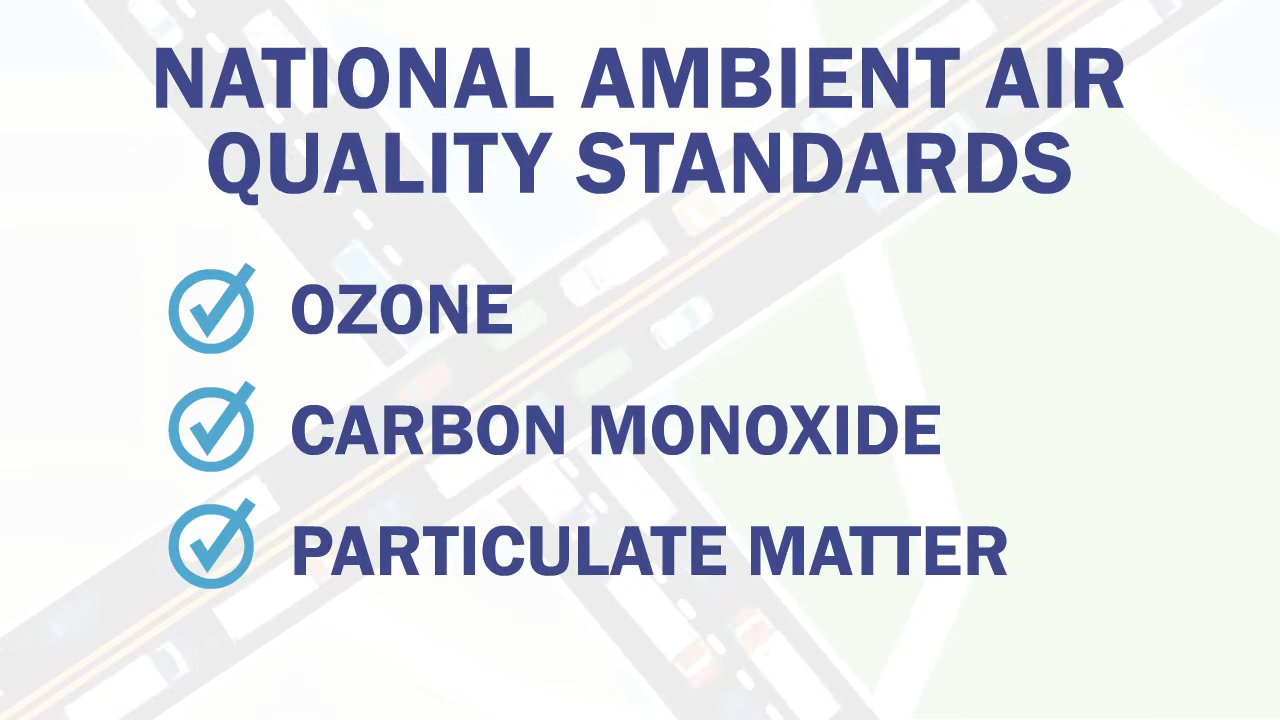 NATIONAL AMBIENT AIR
QUALITY STANDARDS
OZONE
CARBON MONOXIDE
PARTICULATE MATTER